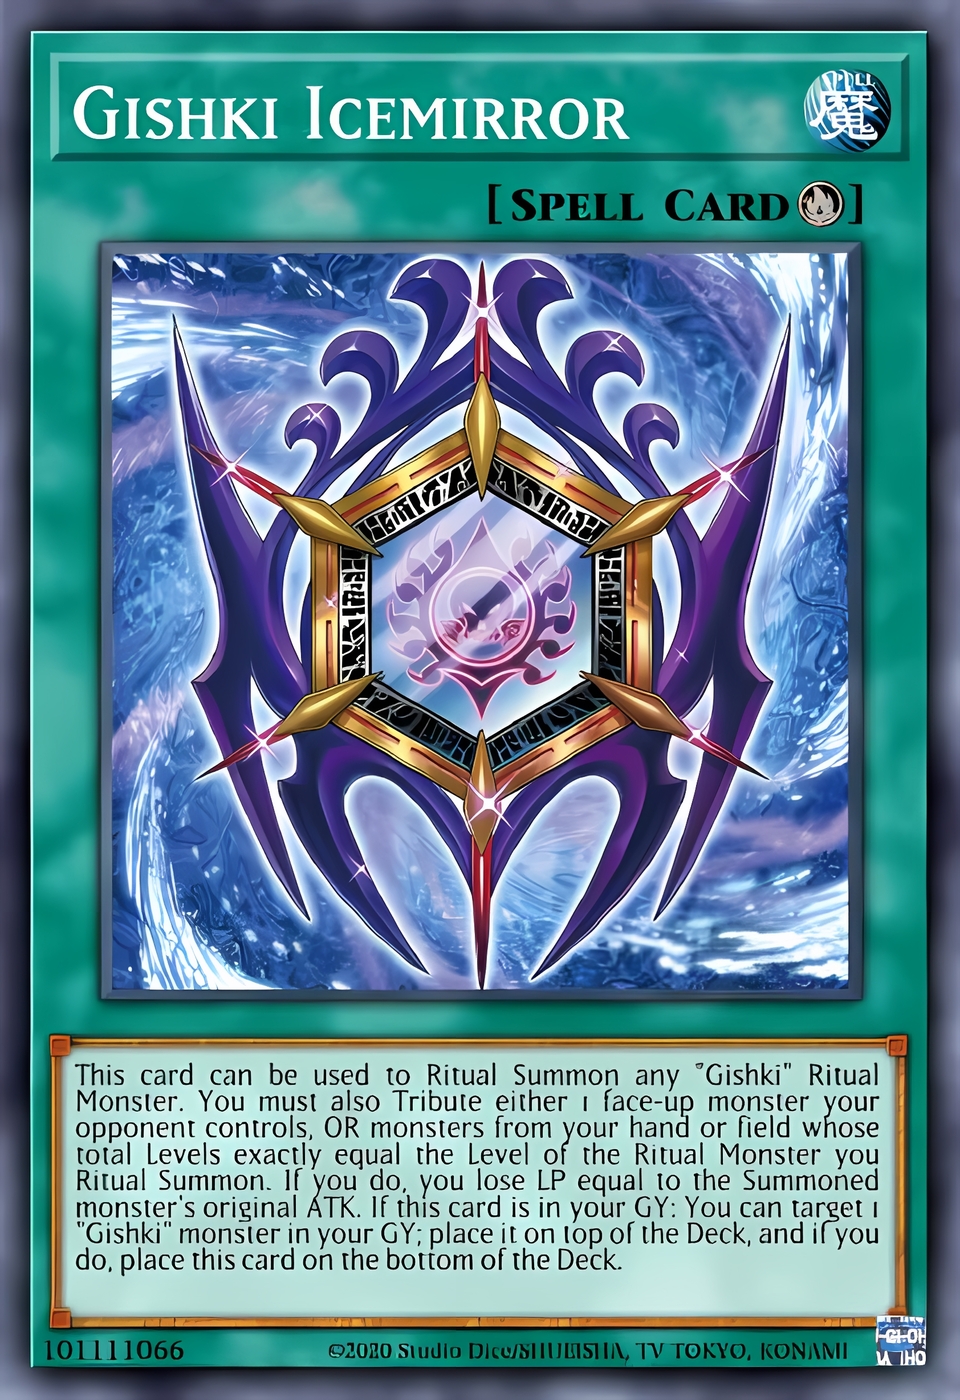 GISHKI ICEMIRROR
魔
[SPELL CARD]
This card can be used to Ritual Summon any "Gishki" Ritual
Monster. You must also Tribute either 1 face-up monster your
opponent controls, OR monsters from your hand or field whose
total Levels exactly equal the Level of the Ritual Monster you
Ritual Summon. If you do, you lose LP equal to the Summoned
monster's original ATK. If this card is in your GY: You can target 1
"Gishki" monster in your GY; place it on top of the Deck, and if you
do, place this card on the bottom of the Deck.
101111066
©2020 Studio Dice/SHUEISHA, TV TOKYO, KONAMI